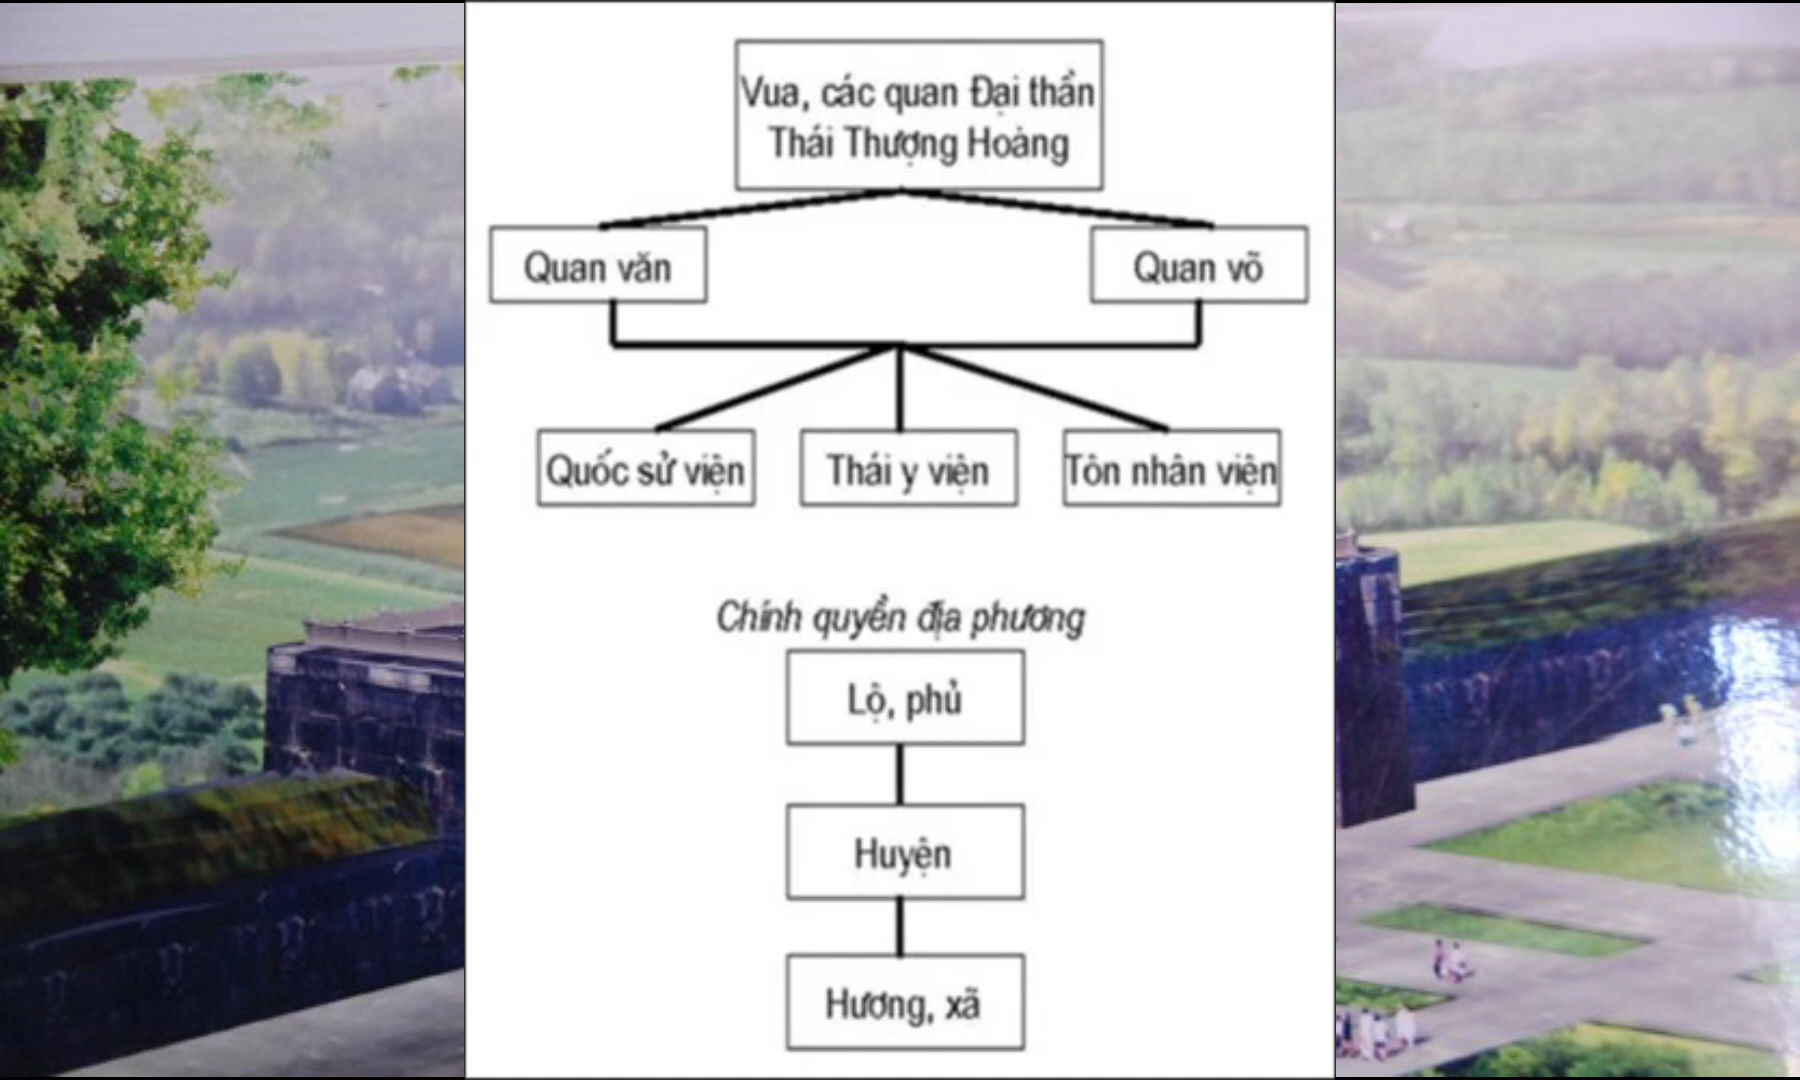 Vua, các quan Đại thần
Thái Thượng Hoàng
Quan văn
Quan võ
Quốc sử viện
Thái y viện
Tôn nhân viện
Chính quyền địa phương
Lộ, phủ
Huyện
Hương, xã